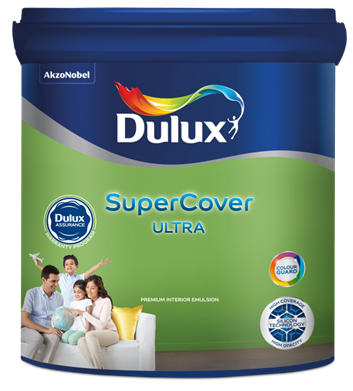 AkzoNobel
Dulux
SuperCover
ULTRA
Dulux
ASSURANCE
COLOUR
GUARD
PREMIUM INTERIOR EMULSION
HIGH COVERAGE
SILICON
TECHNOLOGY
HIGH OPACITY